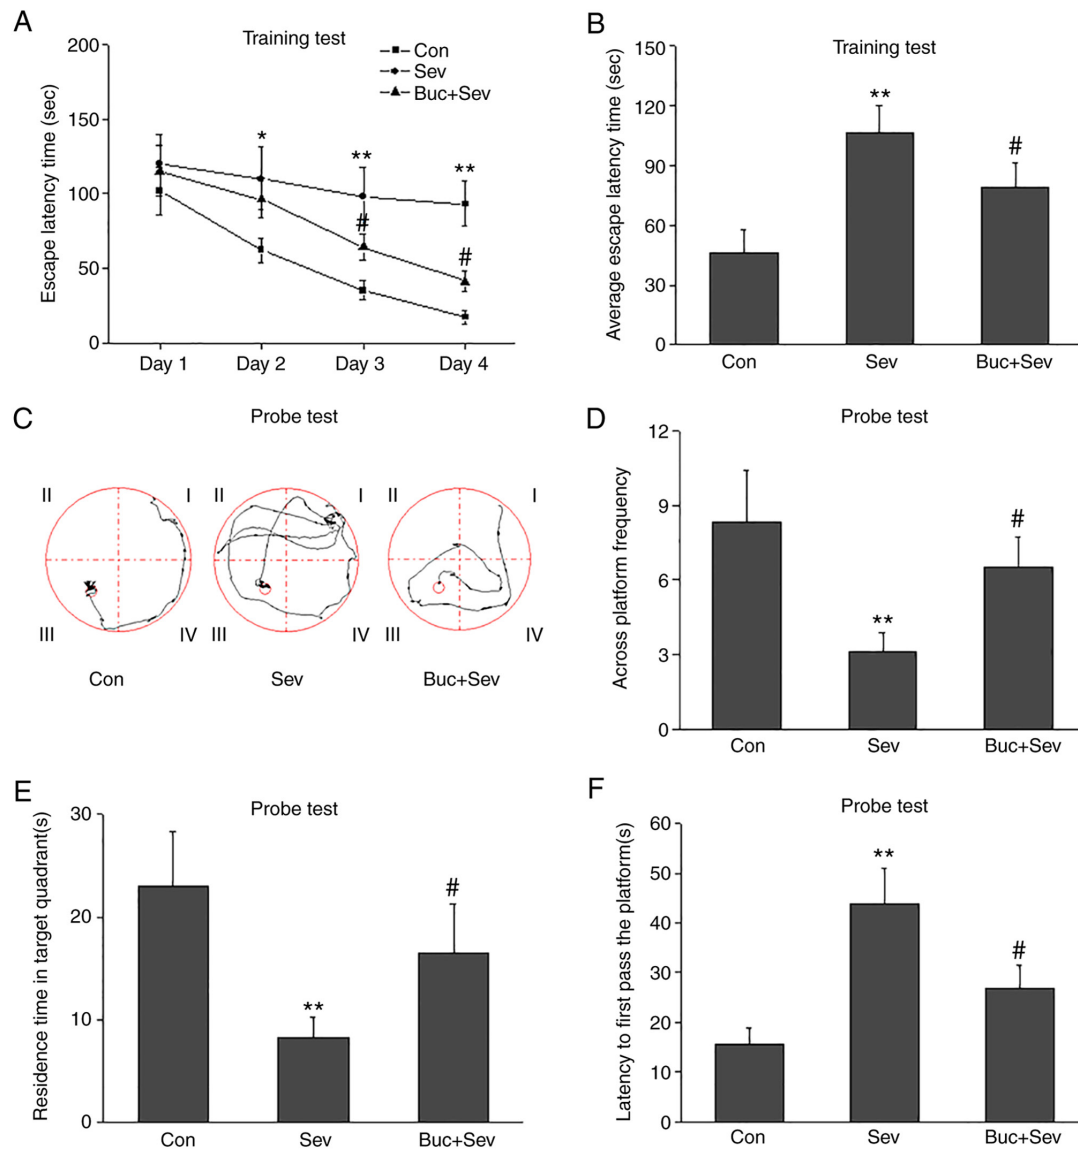 A
Training test
Escape latency time (sec)
200
150
100
50
0
Con
Sev
Buc+Sev
*
**
**
#
#
Day 1
Day 2
Day 3
Day 4
B
Training test
Average escape latency time (sec)
150
120
90
60
30
0
**
#
Con
Sev
Buc+Sev
C
Probe test
II
I
III
IV
Con
II
I
III
IV
Sev
II
I
III
IV
Buc+Sev
D
Probe test
Across platform frequency
12
9
6
3
0
**
#
Con
Sev
Buc+Sev
E
Probe test
Residence time in target quadrant(s)
30
20
10
0
**
#
Con
Sev
Buc+Sev
F
Probe test
Latency to first pass the platform(s)
60
50
40
30
20
10
0
**
#
Con
Sev
Buc+Sev